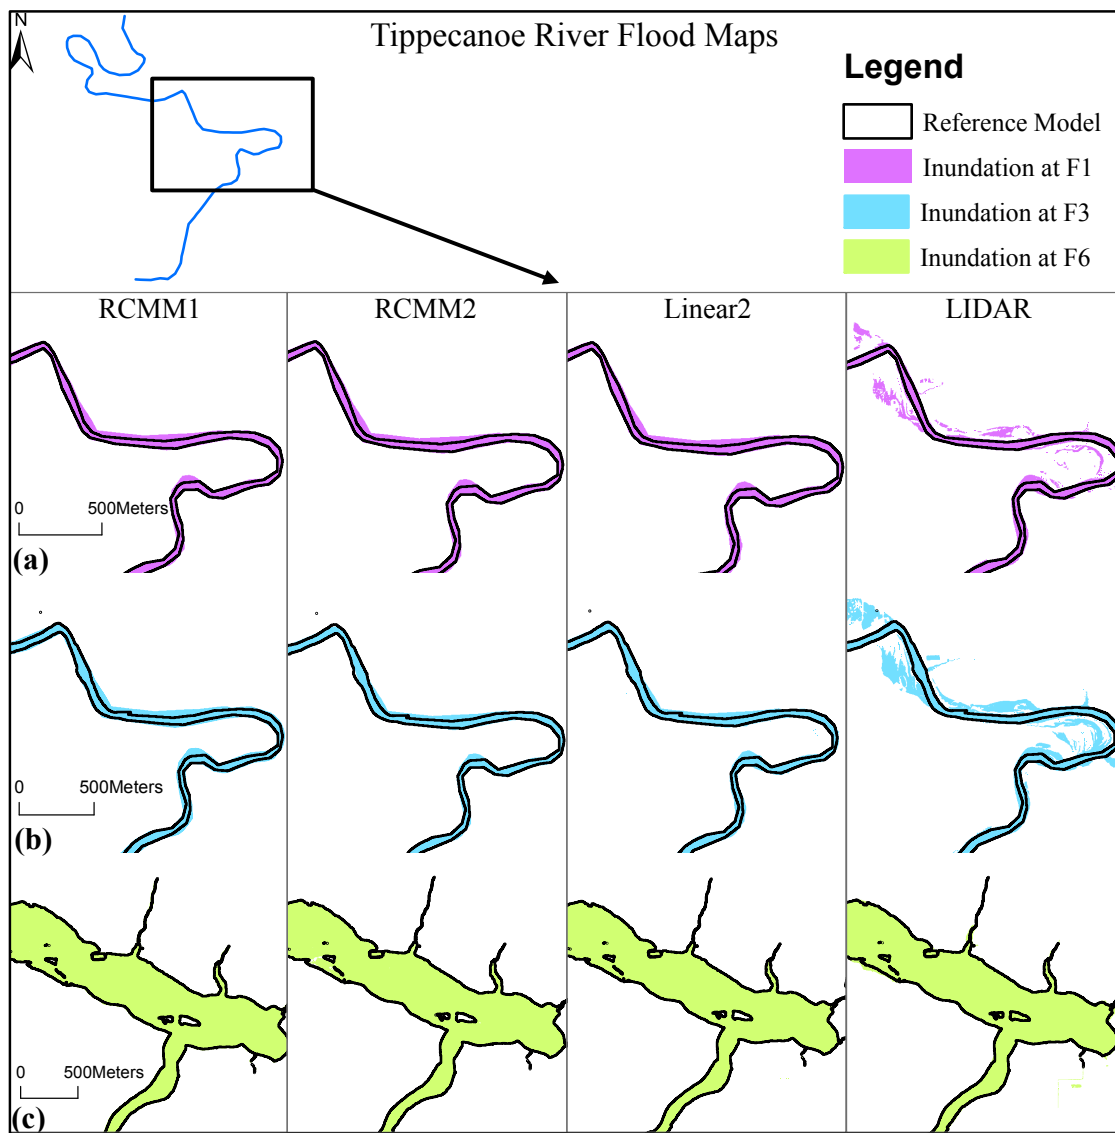 N
Tippecanoe River Flood Maps
Legend
Reference Model
Inundation at F1
Inundation at F3
Inundation at F6
RCMM1
RCMM2
Linear2
LIDAR
0 500Meters
(a)
0 500Meters
(b)
0 500Meters
(c)